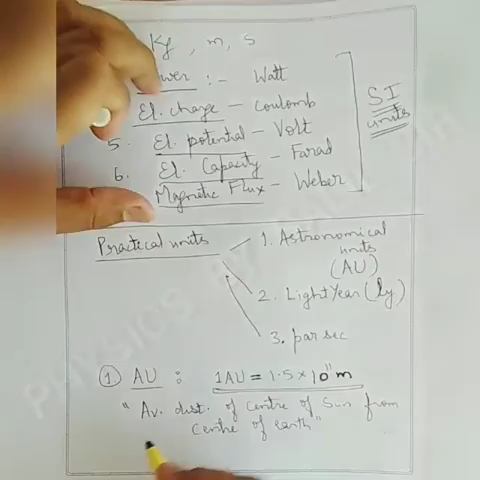 Kg, m, s
:- Watt
El. charge - Coulomb
5. El. potential - Volt
6. El. Capacity - Farad
Magnetic Flux - Weber
SI
units
Practical units
1. Astronomical
units
(AU)
2. Light Year (ly)
3. par sec
① AU : 1AU = 1.5 × 10¹¹ m
" Av. dist. of centre of Sun from
centre of earth"
PHYSICS BY